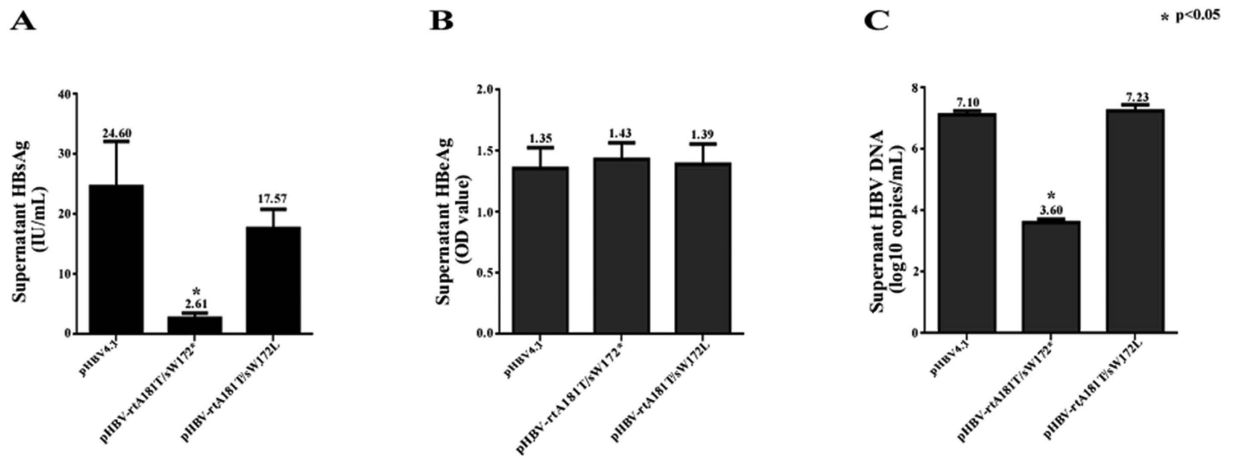 A
B
C
* p<0.05
Supernatant HBsAg
(IU/mL)
40
30
20
10
0
24.60
*
2.61
17.57
pHBV4.1
pHBV-rtA181T/sW172*
pHBV-rtA181T/sW172L
Supernatant HBeAg
(OD value)
2.0
1.5
1.0
0.5
0.0
1.35
1.43
1.39
pHBV4.1
pHBV-rtA181T/sW172*
pHBV-rtA181T/sW172L
Supernant HBV DNA
(log10 copies/mL)
8
6
4
2
0
7.10
*
3.60
7.23
pHBV4.1
pHBV-rtA181T/sW172*
pHBV-rtA181T/sW172L